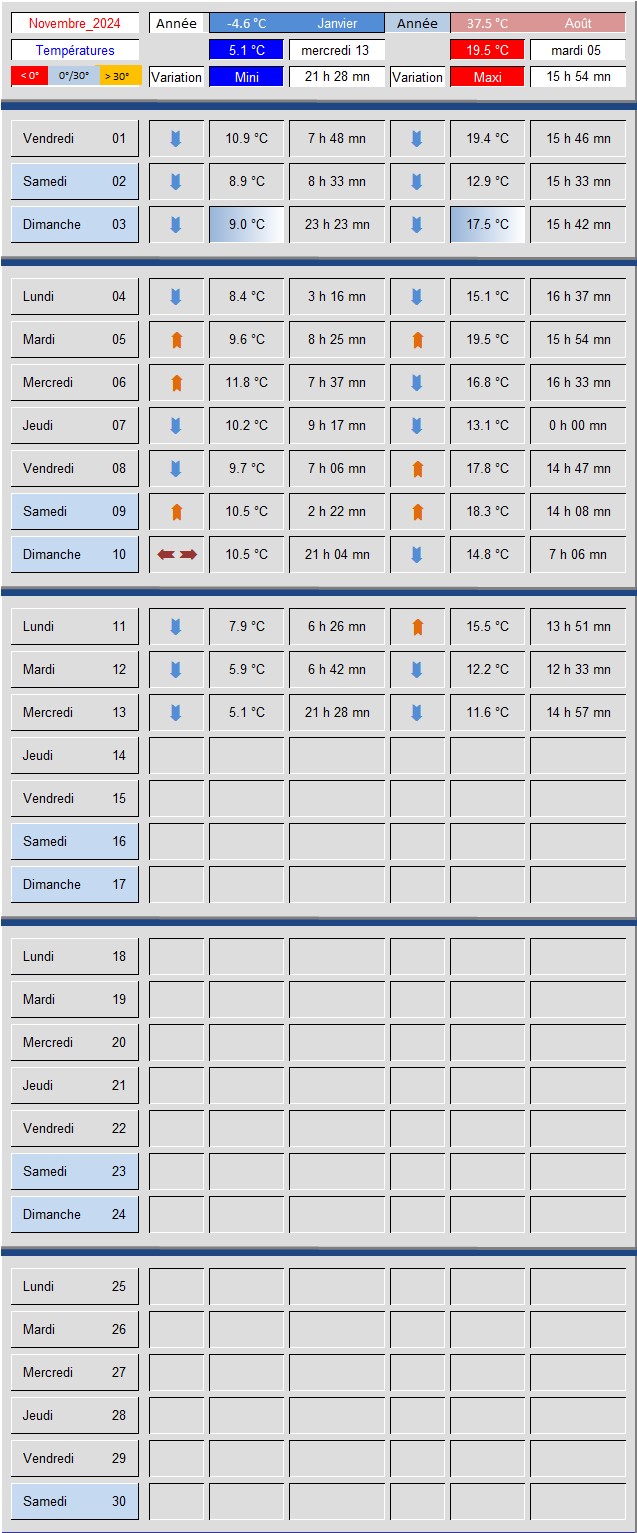 Novembre_2024 Année -4.6 °C Janvier Année 37.5 °C Août
Températures 5.1 °C mercredi 13 19.5 °C mardi 05
< 0° 0°/30° > 30° Variation Mini 21 h 28 mn Variation Maxi 15 h 54 mn
Vendredi 01 10.9 °C 7 h 48 mn 19.4 °C 15 h 46 mn
Samedi 02 8.9 °C 8 h 33 mn 12.9 °C 15 h 33 mn
Dimanche 03 9.0 °C 23 h 23 mn 17.5 °C 15 h 42 mn
Lundi 04 8.4 °C 3 h 16 mn 15.1 °C 16 h 37 mn
Mardi 05 9.6 °C 8 h 25 mn 19.5 °C 15 h 54 mn
Mercredi 06 11.8 °C 7 h 37 mn 16.8 °C 16 h 33 mn
Jeudi 07 10.2 °C 9 h 17 mn 13.1 °C 0 h 00 mn
Vendredi 08 9.7 °C 7 h 06 mn 17.8 °C 14 h 47 mn
Samedi 09 10.5 °C 2 h 22 mn 18.3 °C 14 h 08 mn
Dimanche 10 10.5 °C 21 h 04 mn 14.8 °C 7 h 06 mn
Lundi 11 7.9 °C 6 h 26 mn 15.5 °C 13 h 51 mn
Mardi 12 5.9 °C 6 h 42 mn 12.2 °C 12 h 33 mn
Mercredi 13 5.1 °C 21 h 28 mn 11.6 °C 14 h 57 mn
Jeudi 14
Vendredi 15
Samedi 16
Dimanche 17
Lundi 18
Mardi 19
Mercredi 20
Jeudi 21
Vendredi 22
Samedi 23
Dimanche 24
Lundi 25
Mardi 26
Mercredi 27
Jeudi 28
Vendredi 29
Samedi 30